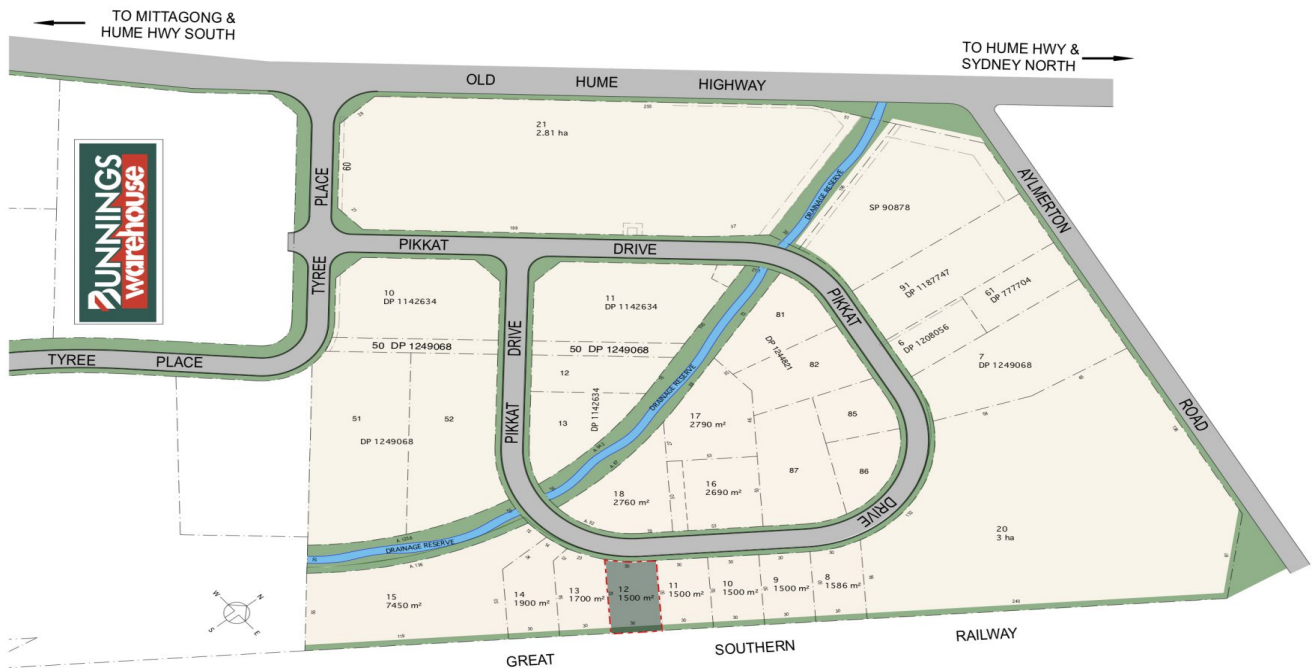 TO MITTAGONG &
HUME HWY SOUTH
TO HUME HWY &
SYDNEY NORTH
OLD HUME HIGHWAY
BUNNINGS
warehouse
TYREE PLACE
TYREE PLACE
PIKKAT DRIVE
PIKKAT DRIVE
PIKKAT DRIVE
AYLMERTON ROAD
DRAINAGE RESERVE
DRAINAGE RESERVE
DRAINAGE RESERVE
21
2.81 ha
60
SP 90878
91
DP 1187747
61
DP 777704
6
DP 1208056
7
DP 1249068
10
DP 1142634
11
DP 1142634
50 DP 1249068
50 DP 1249068
12
13
DP 1142634
51
52
DP 1249068
81
82
DP 1244821
85
86
87
17
2790 m²
16
2690 m²
18
2760 m²
20
3 ha
15
7450 m²
14
1900 m²
13
1700 m²
12
1500 m²
11
1500 m²
10
1500 m²
9
1500 m²
8
1586 m²
N
E
S
W
GREAT SOUTHERN RAILWAY